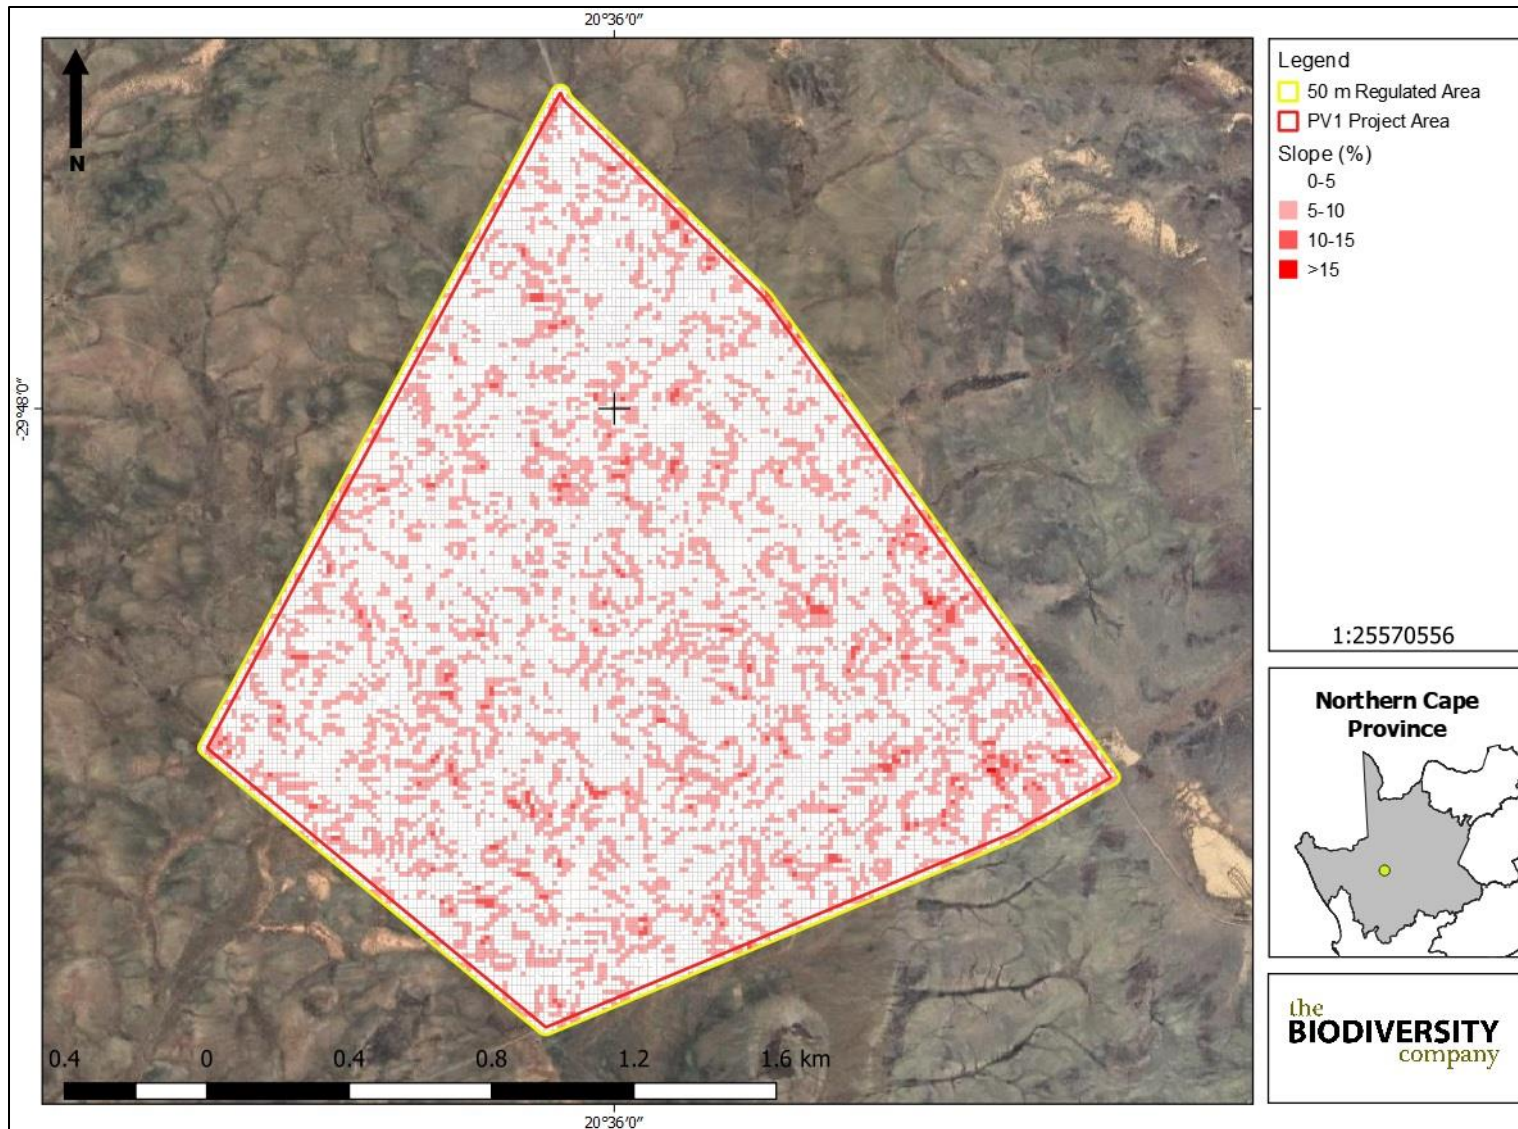 20°36′0″
N
-29°48′0″
0.4 0 0.4 0.8 1.2 1.6 km
20°36′0″
Legend
50 m Regulated Area
PV1 Project Area
Slope (%)
0-5
5-10
10-15
>15
1:25570556
Northern Cape
Province
the
BIODIVERSITY
company